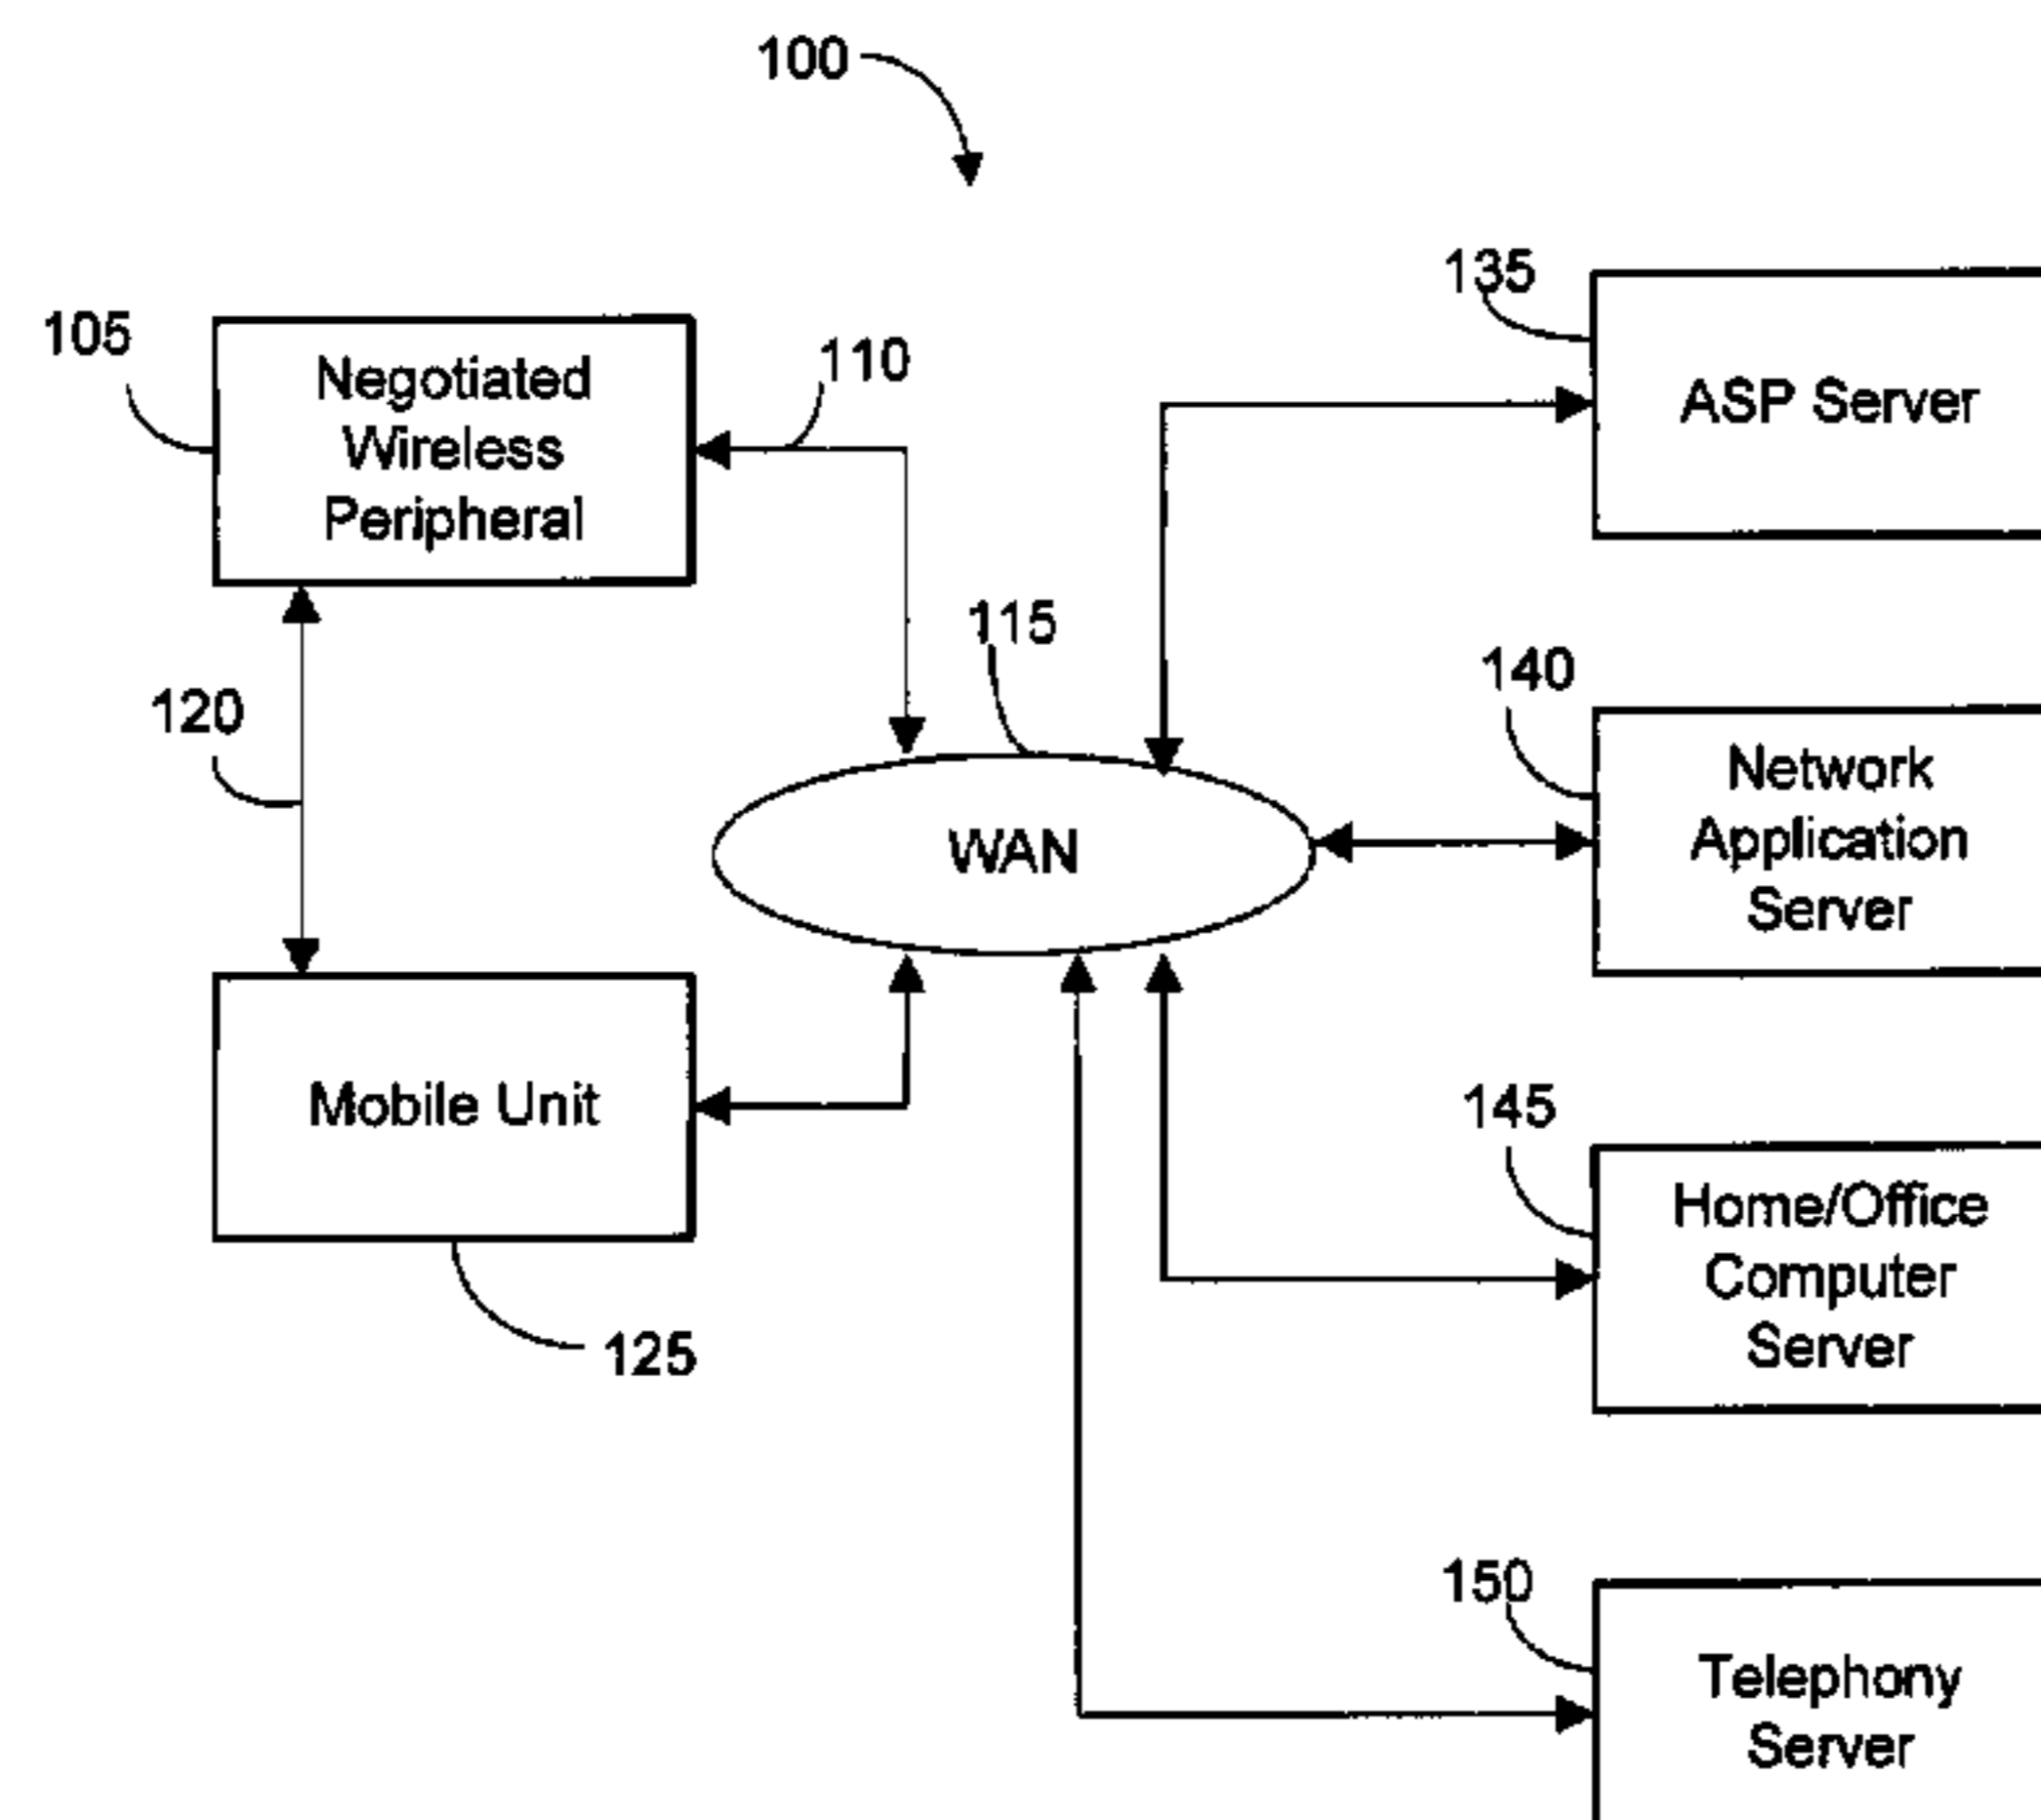 100
135
105
Negotiated
Wireless
Peripheral
110
ASP Server
115
120
140
Network
Application
Server
WAN
Mobile Unit
145
Home/Office
Computer
Server
125
150
Telephony
Server